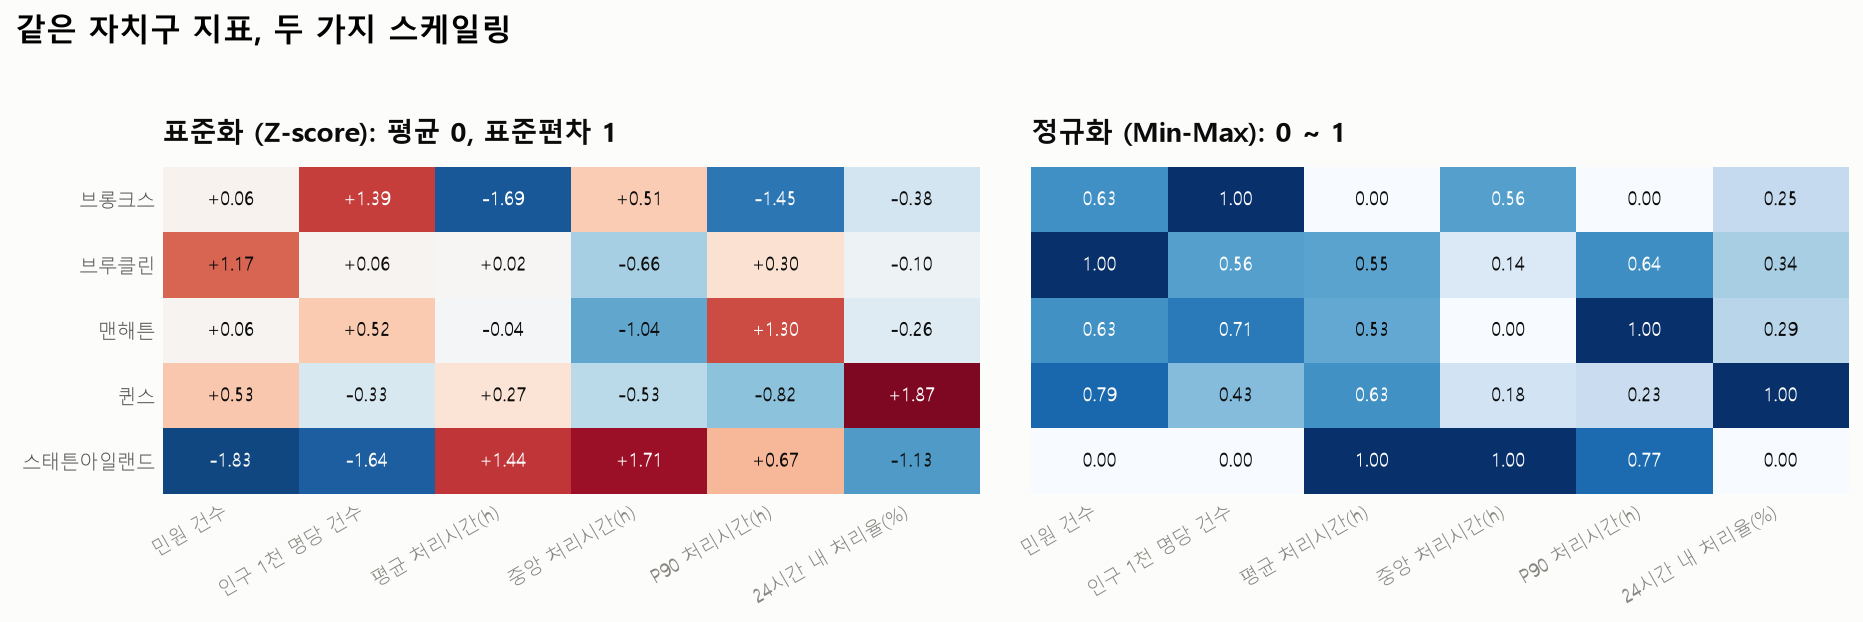 같은 자치구 지표, 두 가지 스케일링
표준화 (Z-score): 평균 0, 표준편차 1
정규화 (Min-Max): 0 ~ 1
브롱크스 +0.06 +1.39 -1.69 +0.51 -1.45 -0.38 0.63 1.00 0.00 0.56 0.00 0.25
브루클린 +1.17 +0.06 +0.02 -0.66 +0.30 -0.10 1.00 0.56 0.55 0.14 0.64 0.34
맨해튼 +0.06 +0.52 -0.04 -1.04 +1.30 -0.26 0.63 0.71 0.53 0.00 1.00 0.29
퀸스 +0.53 -0.33 +0.27 -0.53 -0.82 +1.87 0.79 0.43 0.63 0.18 0.23 1.00
스태튼아일랜드 -1.83 -1.64 +1.44 +1.71 +0.67 -1.13 0.00 0.00 1.00 1.00 0.77 0.00
민원 건수
인구 1천 명당 건수
평균 처리시간(h)
중앙 처리시간(h)
P90 처리시간(h)
24시간 내 처리율(%)
민원 건수
인구 1천 명당 건수
평균 처리시간(h)
중앙 처리시간(h)
P90 처리시간(h)
24시간 내 처리율(%)